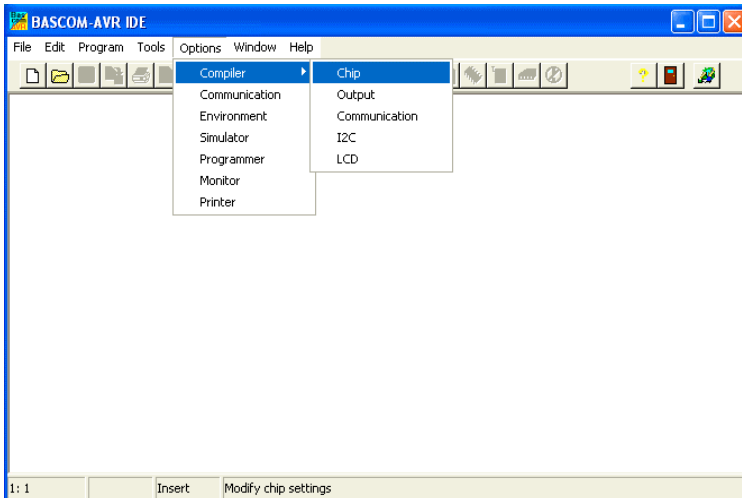 BASCOM-AVR IDE
File Edit Program Tools Options Window Help
Compiler
Communication
Environment
Simulator
Programmer
Monitor
Printer
Chip
Output
Communication
I2C
LCD
1: 1 Insert Modify chip settings